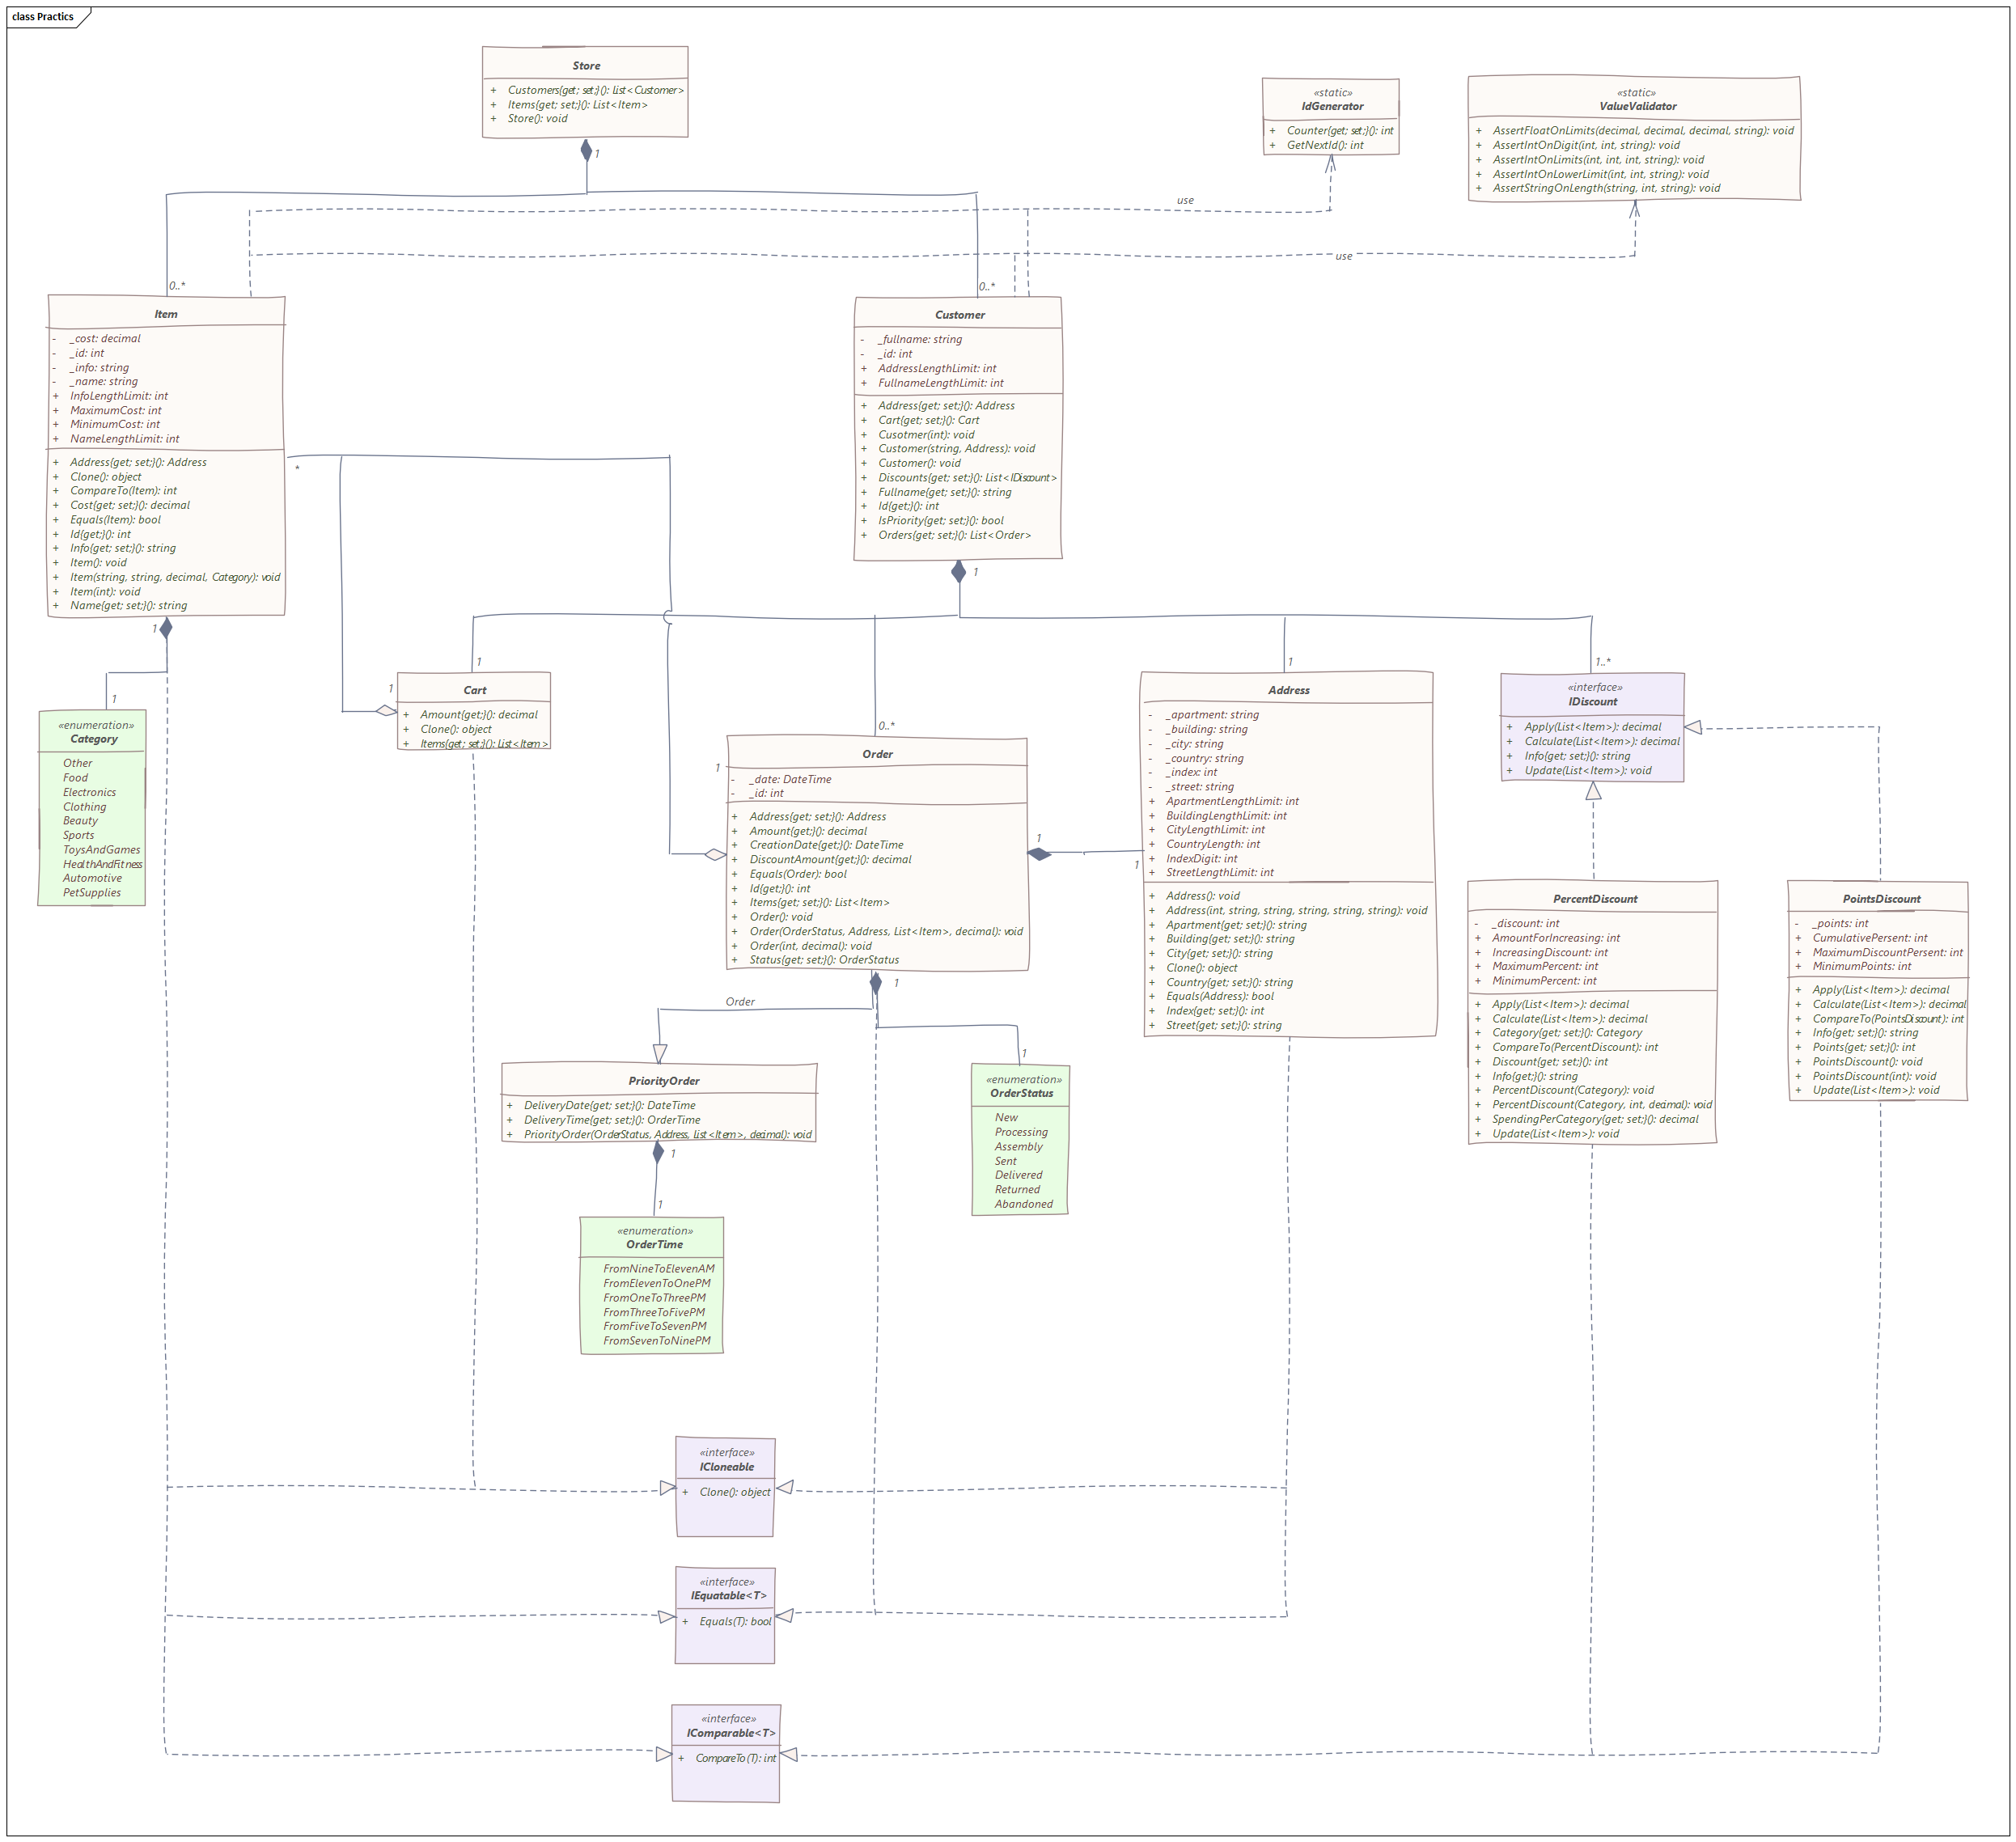 class Practics
Store
+ Customers{get; set;}(): List<Customer>
+ Items{get; set;}(): List<Item>
+ Store(): void
1
«static»
IdGenerator
+ Counter{get; set;}(): int
+ GetNextId(): int
«static»
ValueValidator
+ AssertFloatOnLimits(decimal, decimal, decimal, string): void
+ AssertIntOnDigit(int, int, string): void
+ AssertIntOnLimits(int, int, int, string): void
+ AssertIntOnLowerLimit(int, int, string): void
+ AssertStringOnLength(string, int, string): void
use
use
0..*
0..*
Item
- _cost: decimal
- _id: int
- _info: string
- _name: string
+ InfoLengthLimit: int
+ MaximumCost: int
+ MinimumCost: int
+ NameLengthLimit: int
+ Address{get; set;}(): Address
+ Clone(): object
+ CompareTo(Item): int
+ Cost{get; set;}(): decimal
+ Equals(Item): bool
+ Id{get;}(): int
+ Info{get; set;}(): string
+ Item(): void
+ Item(string, string, decimal, Category): void
+ Item(int): void
+ Name{get; set;}(): string
*
1
Customer
- _fullname: string
- _id: int
+ AddressLengthLimit: int
+ FullnameLengthLimit: int
+ Address{get; set;}(): Address
+ Cart{get; set;}(): Cart
+ Cusotmer(int): void
+ Customer(string, Address): void
+ Customer(): void
+ Discounts{get; set;}(): List<IDiscount>
+ Fullname{get; set;}(): string
+ Id{get;}(): int
+ IsPriority{get; set;}(): bool
+ Orders{get; set;}(): List<Order>
1
1
1
1..*
1
1
Cart
+ Amount{get;}(): decimal
+ Clone(): object
+ Items{get; set;}(): List<Item>
«enumeration»
Category
Other
Food
Electronics
Clothing
Beauty
Sports
ToysAndGames
HealthAndFitness
Automotive
PetSupplies
0..*
1
Order
- _date: DateTime
- _id: int
+ Address{get; set;}(): Address
+ Amount{get;}(): decimal
+ CreationDate{get;}(): DateTime
+ DiscountAmount{get;}(): decimal
+ Equals(Order): bool
+ Id{get;}(): int
+ Items{get; set;}(): List<Item>
+ Order(): void
+ Order(OrderStatus, Address, List<Item>, decimal): void
+ Order(int, decimal): void
+ Status{get; set;}(): OrderStatus
1
1
1
Address
- _apartment: string
- _building: string
- _city: string
- _country: string
- _index: int
- _street: string
+ ApartmentLengthLimit: int
+ BuildingLengthLimit: int
+ CityLengthLimit: int
+ CountryLength: int
+ IndexDigit: int
+ StreetLengthLimit: int
+ Address(): void
+ Address(int, string, string, string, string, string): void
+ Apartment{get; set;}(): string
+ Building{get; set;}(): string
+ City{get; set;}(): string
+ Clone(): object
+ Country{get; set;}(): string
+ Equals(Address): bool
+ Index{get; set;}(): int
+ Street{get; set;}(): string
«interface»
IDiscount
+ Apply(List<Item>): decimal
+ Calculate(List<Item>): decimal
+ Info{get; set;}(): string
+ Update(List<Item>): void
PercentDiscount
- _discount: int
+ AmountForIncreasing: int
+ IncreasingDiscount: int
+ MaximumPercent: int
+ MinimumPercent: int
+ Apply(List<Item>): decimal
+ Calculate(List<Item>): decimal
+ Category{get; set;}(): Category
+ CompareTo(PercentDiscount): int
+ Discount{get; set;}(): int
+ Info{get;}(): string
+ PercentDiscount(Category): void
+ PercentDiscount(Category, int, decimal): void
+ SpendingPerCategory{get; set;}(): decimal
+ Update(List<Item>): void
PointsDiscount
- _points: int
+ CumulativePersent: int
+ MaximumDiscountPersent: int
+ MinimumPoints: int
+ Apply(List<Item>): decimal
+ Calculate(List<Item>): decimal
+ CompareTo(PointsDiscount): int
+ Info{get; set;}(): string
+ Points{get; set;}(): int
+ PointsDiscount(): void
+ PointsDiscount(int): void
+ Update(List<Item>): void
Order
PriorityOrder
+ DeliveryDate{get; set;}(): DateTime
+ DeliveryTime{get; set;}(): OrderTime
+ PriorityOrder(OrderStatus, Address, list<Item>, decimal): void
1
1
1
«enumeration»
OrderStatus
New
Processing
Assembly
Sent
Delivered
Returned
Abandoned
«enumeration»
OrderTime
FromNineToElevenAM
FromElevenToOnePM
FromOneToThreePM
FromThreeToFivePM
FromFiveToSevenPM
FromSevenToNinePM
«interface»
ICloneable
+ Clone(): object
«interface»
IEquatable<T>
+ Equals(T): bool
«interface»
IComparable<T>
+ CompareTo(T): int